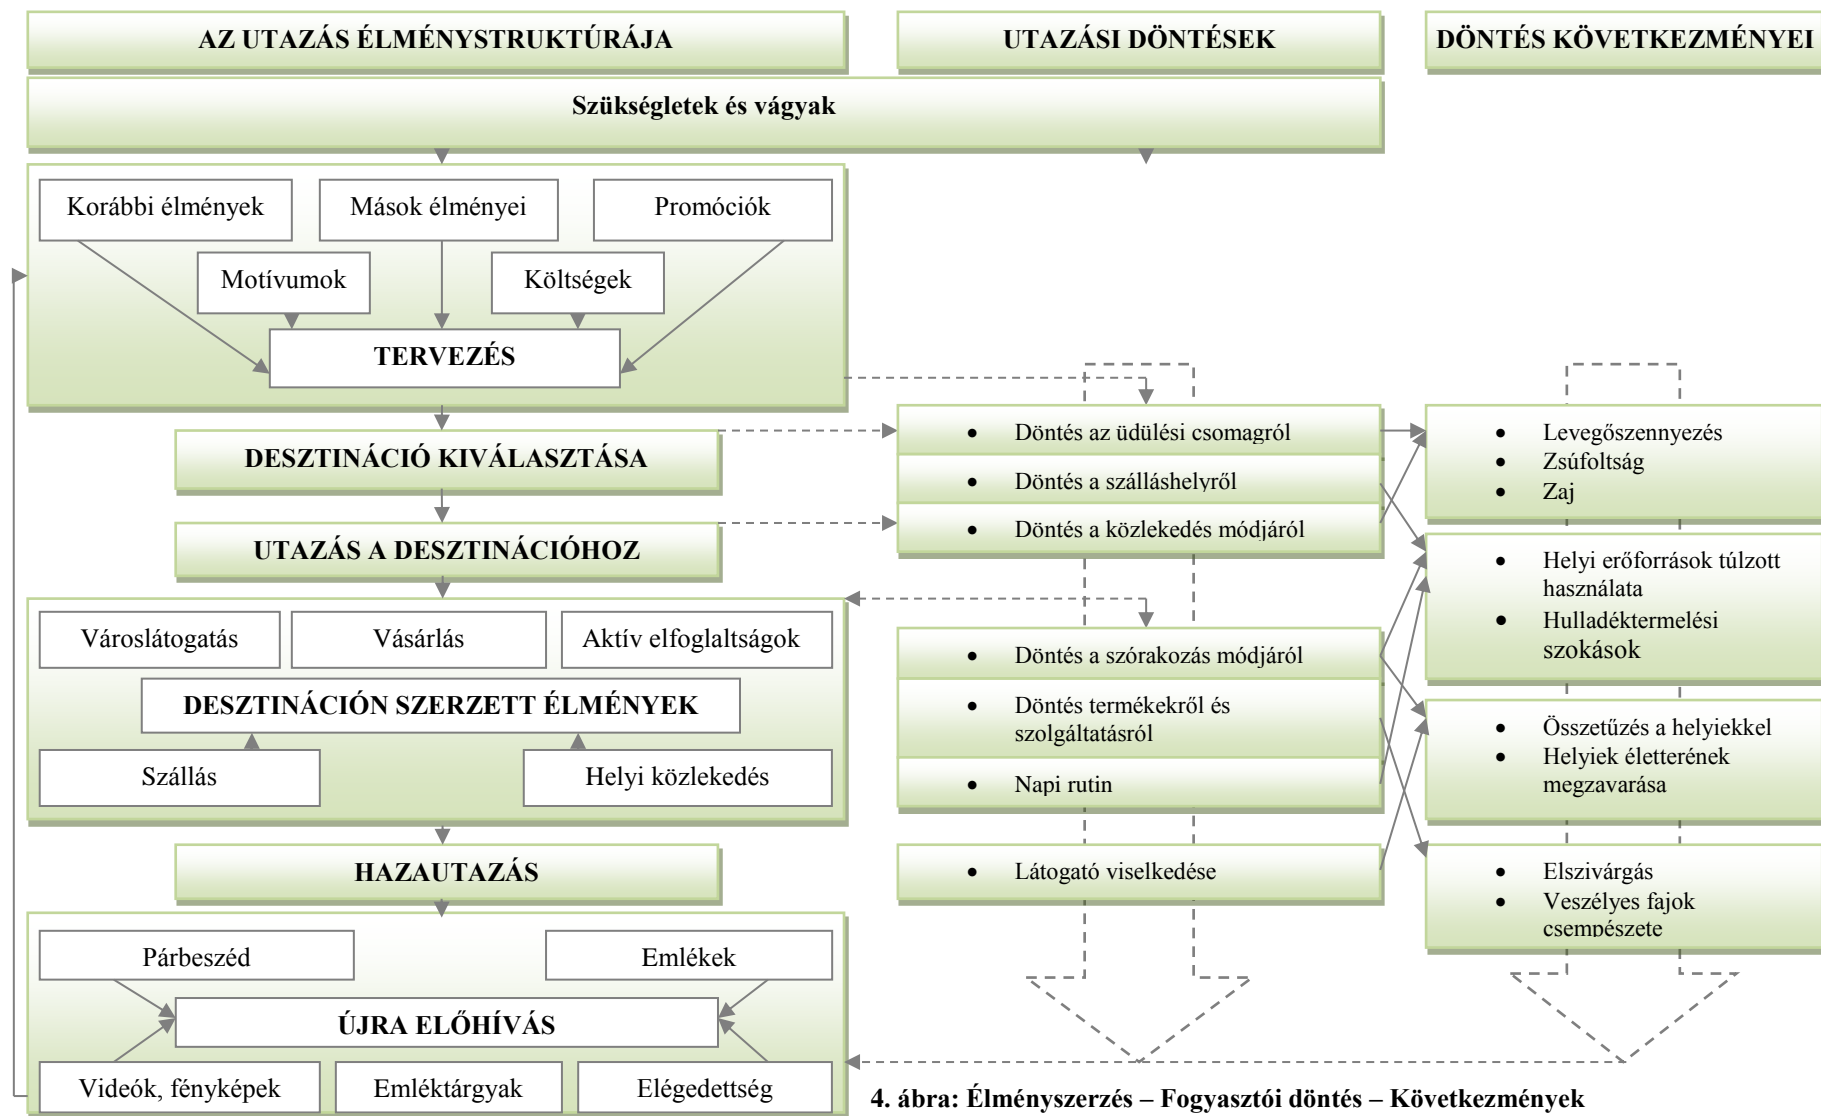 AZ UTAZÁS ÉLMÉNYSTRUKTÚRÁJA
UTAZÁSI DÖNTÉSEK
DÖNTÉS KÖVETKEZMÉNYEI
Szükségletek és vágyak
Korábbi élmények
Mások élményei
Promóciók
Motívumok
Költségek
TERVEZÉS
DESZTINÁCIÓ KIVÁLASZTÁSA
UTAZÁS A DESZTINÁCIÓHOZ
Városlátogatás
Vásárlás
Aktív elfoglaltságok
DESZTINÁCIÓN SZERZETT ÉLMÉNYEK
Szállás
Helyi közlekedés
HAZAUTAZÁS
Párbeszéd
Emlékek
ÚJRA ELŐHÍVÁS
Videók, fényképek
Emléktárgyak
Elégedettség
• Döntés az üdülési csomagról
• Döntés a szálláshelyről
• Döntés a közlekedés módjáról
• Döntés a szórakozás módjáról
• Döntés termékekről és
szolgáltatásról
• Napi rutin
• Látogató viselkedése
• Levegőszennyezés
• Zsúfoltság
• Zaj
• Helyi erőforrások túlzott
használata
• Hulladéktermelési
szokások
• Összetűzés a helyiekkel
• Helyiek életterének
megzavarása
• Elszivárgás
• Veszélyes fajok
csempészete
4. ábra: Élményszerzés – Fogyasztói döntés – Következmények